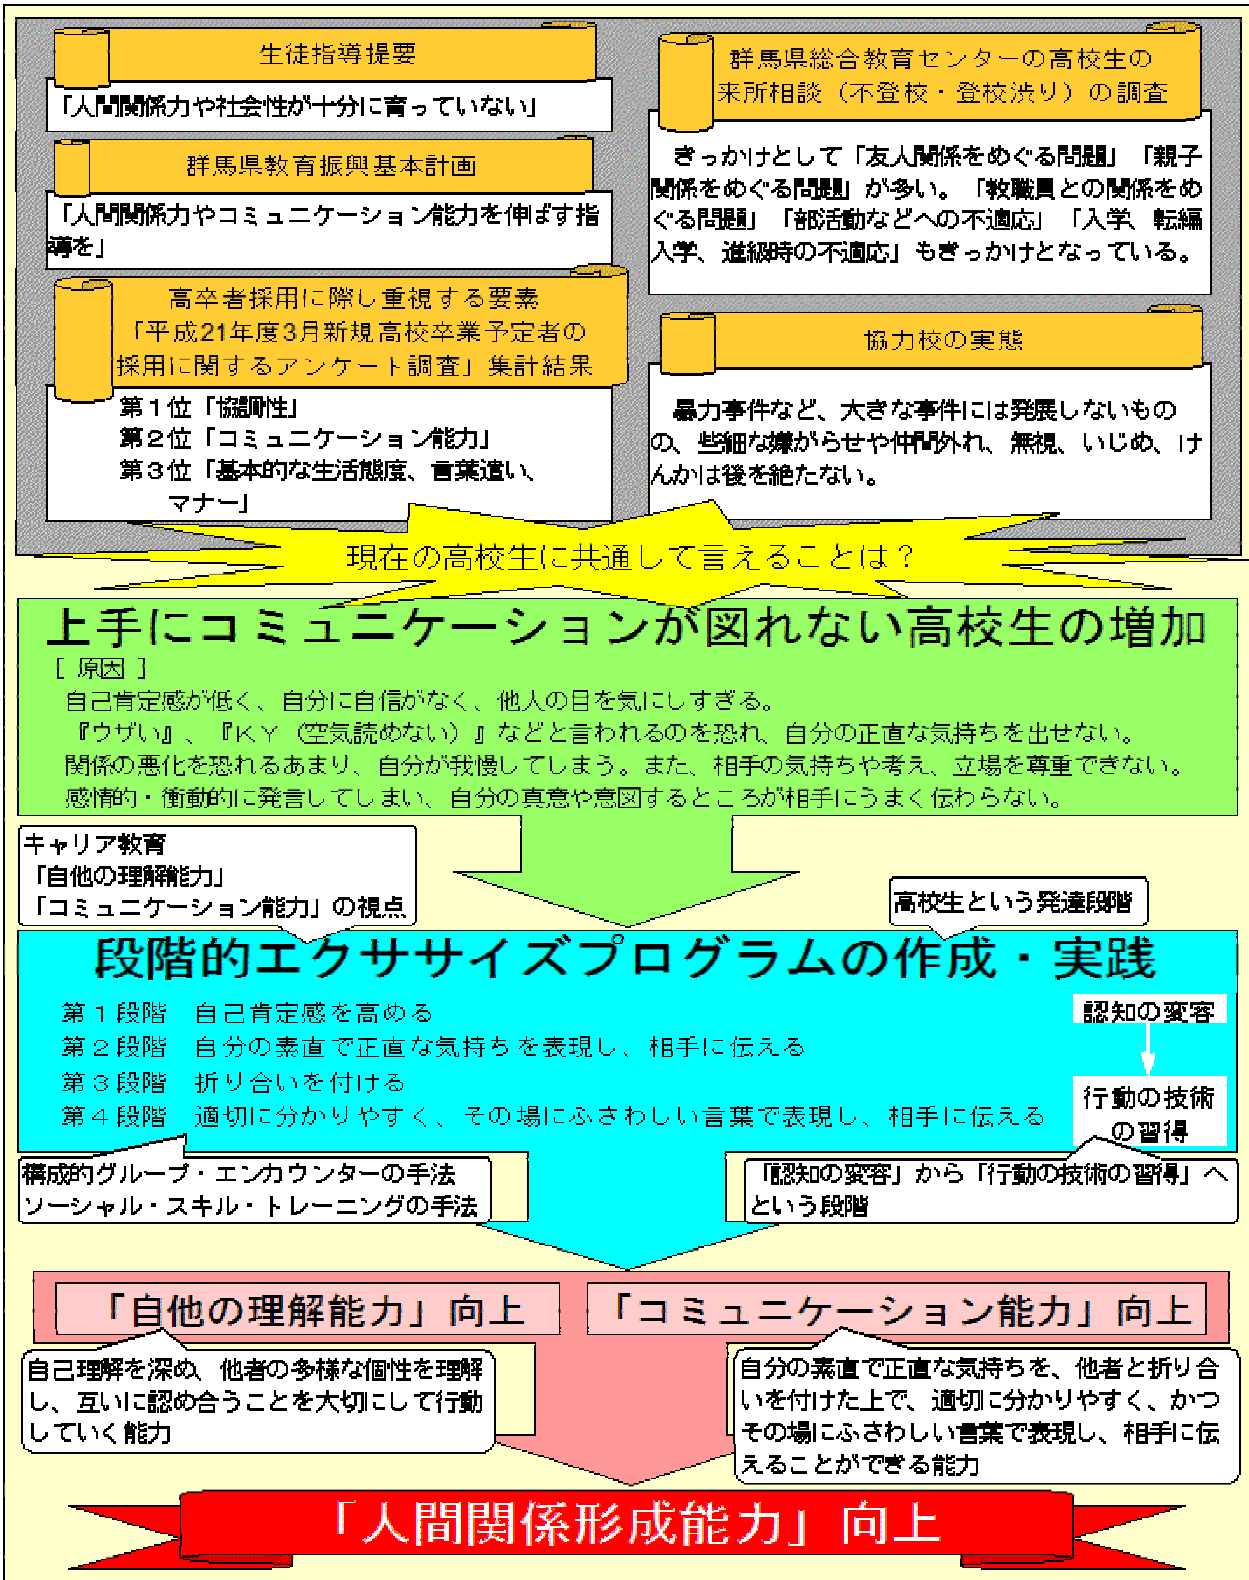 生徒指導提要
「人間関係力や社会性が十分に育っていない」
群馬県教育振興基本計画
「人間関係力やコミュニケーション能力を伸ばす指
導を」
高卒者採用に際し重視する要素
「平成21年度3月新規高校卒業予定者の
採用に関するアンケート調査」集計結果
第１位「協調性」
第２位「コミュニケーション能力」
第３位「基本的な生活態度、言葉遣い、
マナー」
群馬県総合教育センターの高校生の
来所相談（不登校・登校渋り）の調査
きっかけとして「友人関係をめぐる問題」「親子
関係をめぐる問題」が多い。「教職員との関係をめ
ぐる問題」「部活動などへの不適応」「入学、転編
入学、進級時の不適応」もきっかけとなっている。
協力校の実態
暴力事件など、大きな事件には発展しないもの
の、些細な嫌がらせや仲間外れ、無視、いじめ、け
んかは後を絶たない。
現在の高校生に共通して言えることは？
上手にコミュニケーションが図れない高校生の増加
［ 原因 ］
自己肯定感が低く、自分に自信がなく、他人の目を気にしすぎる。
『ウザい』、『ＫＹ（空気読めない）』などと言われるのを恐れ、自分の正直な気持ちを出せない。
関係の悪化を恐れるあまり、自分が我慢してしまう。また、相手の気持ちや考え、立場を尊重できない。
感情的・衝動的に発言してしまい、自分の真意や意図するところが相手にうまく伝わらない。
キャリア教育
「自他の理解能力」
「コミュニケーション能力」の視点
高校生という発達段階
段階的エクササイズプログラムの作成・実践
第１段階　自己肯定感を高める
第２段階　自分の素直で正直な気持ちを表現し、相手に伝える
第３段階　折り合いを付ける
第４段階　適切に分かりやすく、その場にふさわしい言葉で表現し、相手に伝える
認知の変容
行動の技術
の習得
構成的グループ・エンカウンターの手法
ソーシャル・スキル・トレーニングの手法
「認知の変容」から「行動の技術の習得」へ
という段階
「自他の理解能力」向上
「コミュニケーション能力」向上
自己理解を深め、他者の多様な個性を理解
し、互いに認め合うことを大切にして行動
していく能力
自分の素直で正直な気持ちを、他者と折り合
いを付けた上で、適切に分かりやすく、かつ
その場にふさわしい言葉で表現し、相手に伝
えることができる能力
「人間関係形成能力」向上